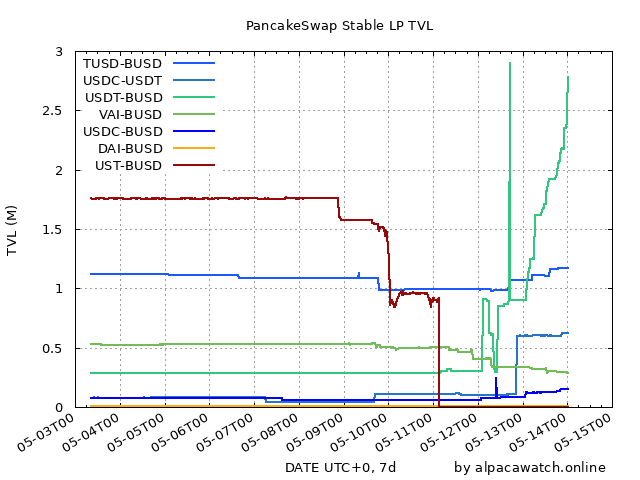 PancakeSwap Stable LP TVL
3
2.5
2
1.5
1
0.5
0
TVL (M)
TUSD-BUSD
USDC-USDT
USDT-BUSD
VAI-BUSD
USDC-BUSD
DAI-BUSD
UST-BUSD
05-03T00
05-04T00
05-05T00
05-06T00
05-07T00
05-08T00
05-09T00
05-10T00
05-11T00
05-12T00
05-13T00
05-14T00
05-15T00
DATE UTC+0, 7d
by alpacawatch.online